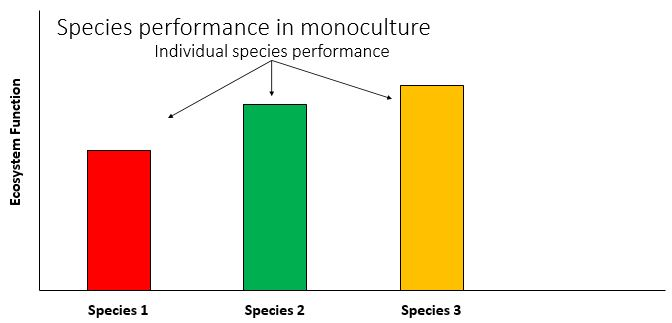 Species performance in monoculture
Individual species performance
Ecosystem Function
Species 1
Species 2
Species 3